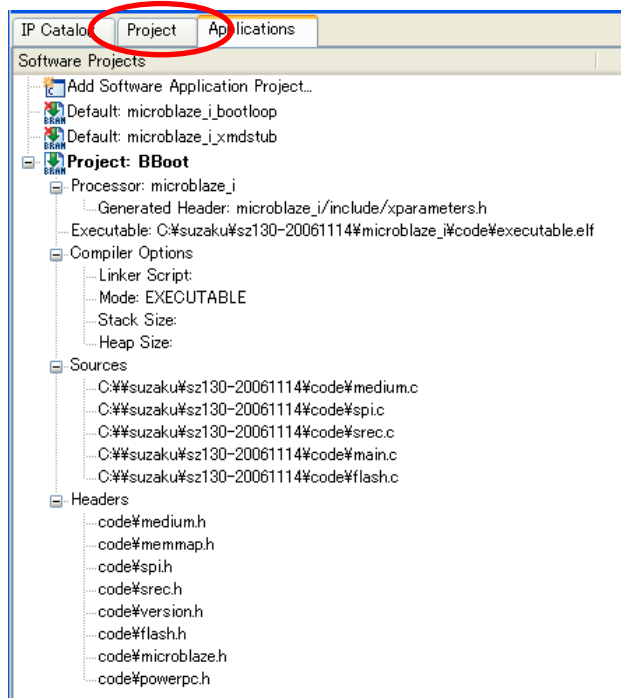 IP Catalog Project Applications
Software Projects
Add Software Application Project...
BRAM Default: microblaze_i_bootloop
BRAM Default: microblaze_i_xmdstub
BRAM Project: BBoot
Processor: microblaze_i
Generated Header: microblaze_i/include/xparameters.h
Executable: C:¥suzaku¥sz130-20061114¥microblaze_i¥code¥executable.elf
Compiler Options
Linker Script:
Mode: EXECUTABLE
Stack Size:
Heap Size:
Sources
C:¥¥suzaku¥sz130-20061114¥code¥medium.c
C:¥¥suzaku¥sz130-20061114¥code¥spi.c
C:¥¥suzaku¥sz130-20061114¥code¥srec.c
C:¥¥suzaku¥sz130-20061114¥code¥main.c
C:¥¥suzaku¥sz130-20061114¥code¥flash.c
Headers
code¥medium.h
code¥memmap.h
code¥spi.h
code¥srec.h
code¥version.h
code¥flash.h
code¥microblaze.h
code¥powerpc.h